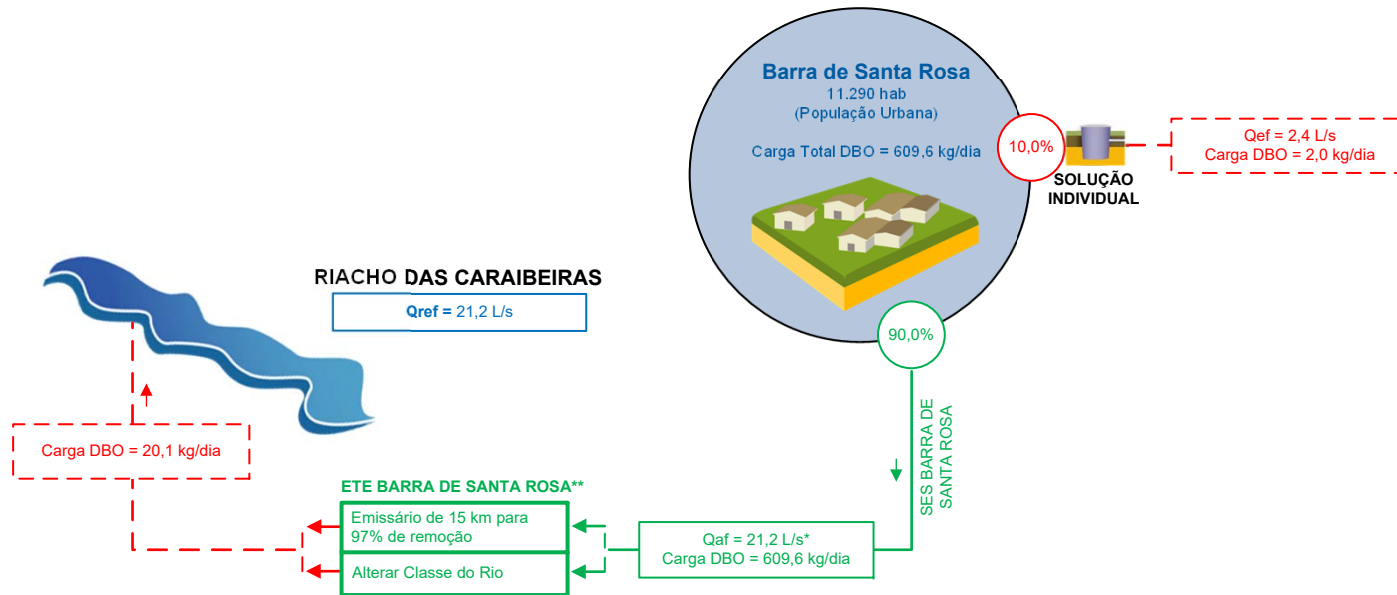 Barra de Santa Rosa
11.290 hab
(População Urbana)
Carga Total DBO = 609,6 kg/dia
10,0%
SOLUÇÃO
INDIVIDUAL
Qef = 2,4 L/s
Carga DBO = 2,0 kg/dia
RIACHO DAS CARAIBEIRAS
Qref = 21,2 L/s
90,0%
SES BARRA DE
SANTA ROSA
Carga DBO = 20,1 kg/dia
ETE BARRA DE SANTA ROSA**
Emissário de 15 km para
97% de remoção
Alterar Classe do Rio
Qaf = 21,2 L/s*
Carga DBO = 609,6 kg/dia